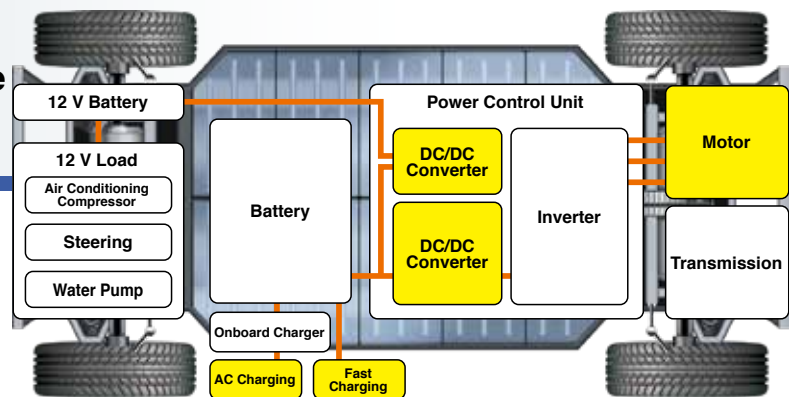 e
12 V Battery
12 V Load
Air Conditioning
Compressor
Steering
Water Pump
Battery
Onboard Charger
AC Charging
Fast
Charging
Power Control Unit
DC/DC
Converter
DC/DC
Converter
Inverter
Motor
Transmission